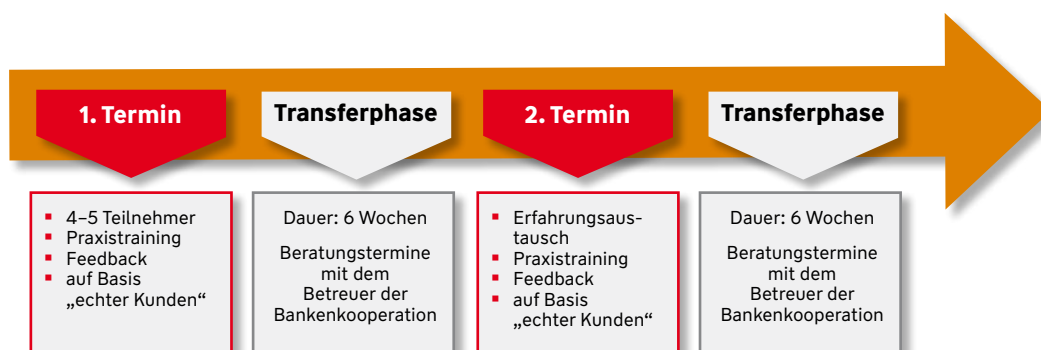 1. Termin
Transferphase
2. Termin
Transferphase
▪ 4–5 Teilnehmer
▪ Praxistraining
▪ Feedback
▪ auf Basis
„echter Kunden“
Dauer: 6 Wochen
Beratungstermine
mit dem
Betreuer der
Bankenkooperation
▪ Erfahrungsaus-
tausch
▪ Praxistraining
▪ Feedback
▪ auf Basis
„echter Kunden“
Dauer: 6 Wochen
Beratungstermine
mit dem
Betreuer der
Bankenkooperation